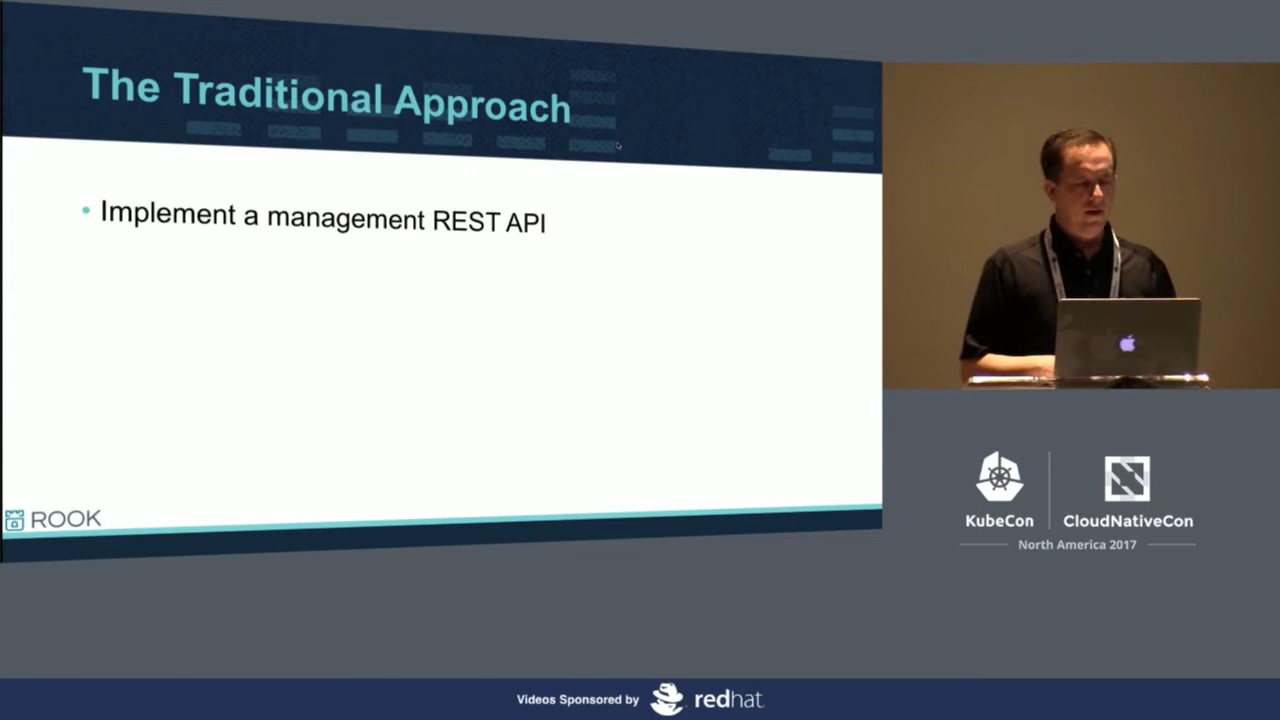 The Traditional Approach
• Implement a management REST API
ROOK
KubeCon
CloudNativeCon
North America 2017
Videos Sponsored by redhat.